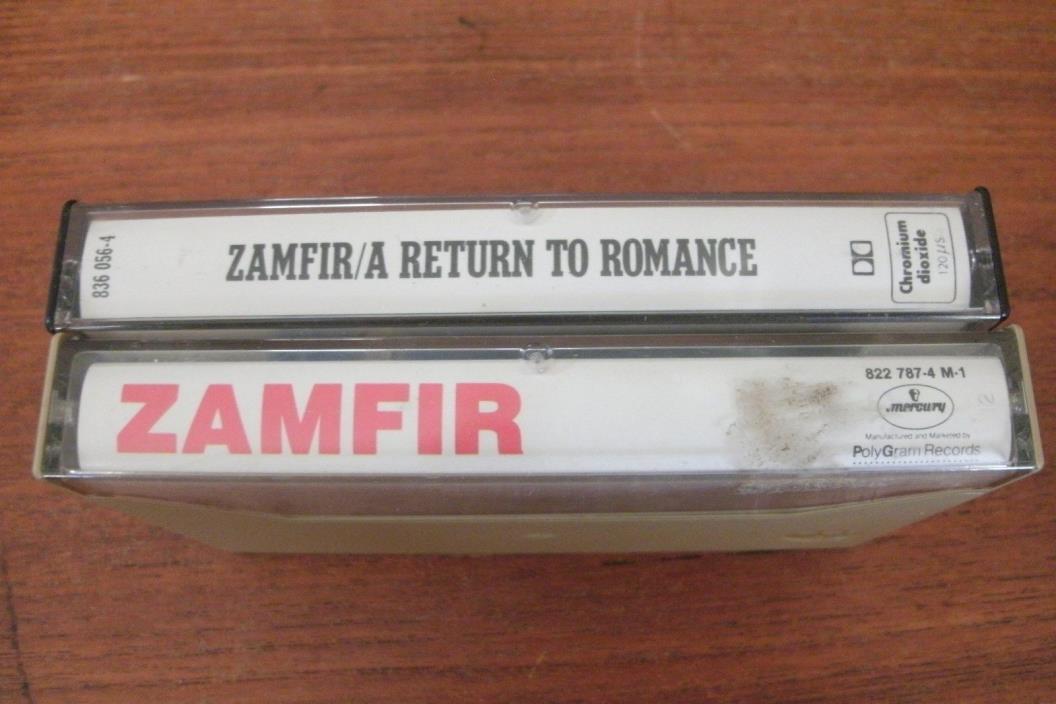 836 056-4
ZAMFIR/A RETURN TO ROMANCE
Chromium
dioxide
120 µs
ZAMFIR
822 787-4 M-1
mercury
Manufactured and Marketed by
PolyGram Records